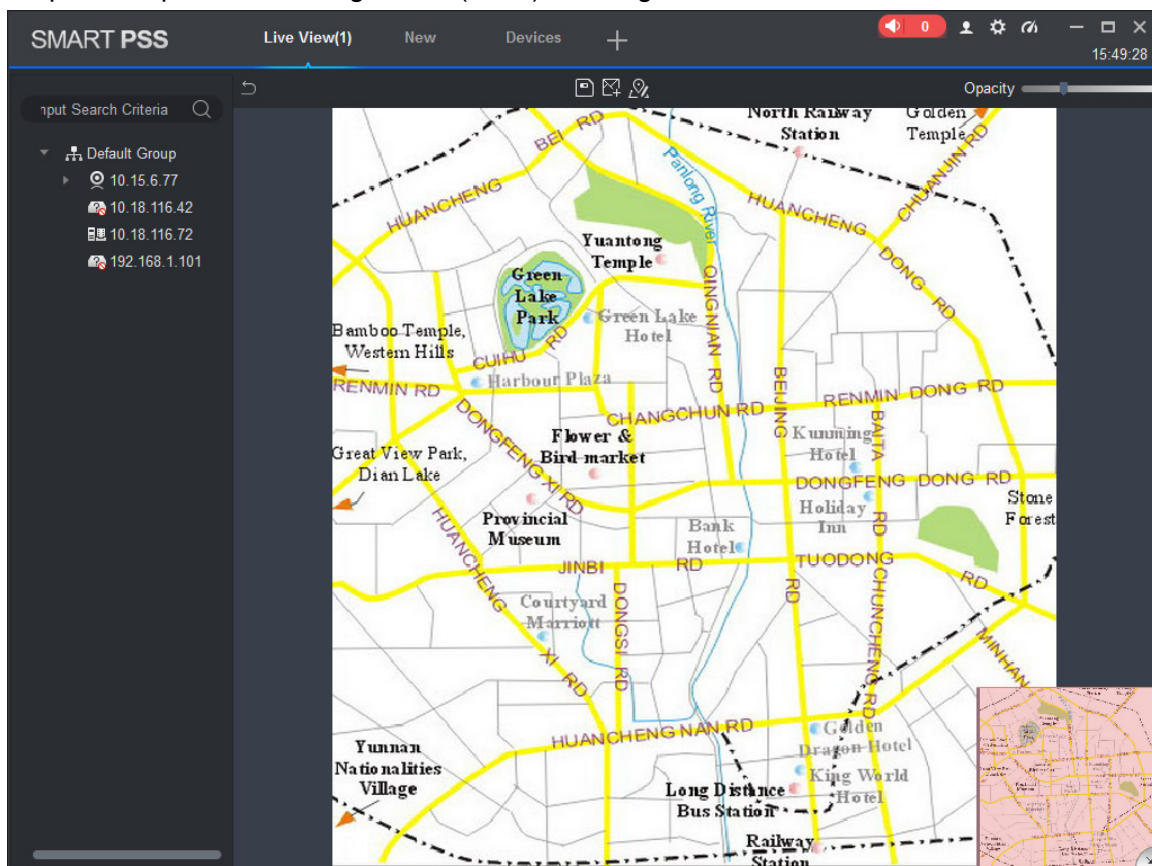 SMART PSS
Live View(1)
New
Devices
0
15:49:28
nput Search Criteria
Opacity
Default Group
10.15.6.77
10.18.116.42
10.18.116.72
192.168.1.101
North Railway
Station
Golden
Temple
BEI RD
Panlong River
CHUANJIN RD
HUANCHENG
HUANCHENG
DONG RD
Yuantong
Temple
Green
Lake
Park
QINGNIAN RD
Green Lake
Hotel
Bamboo Temple,
Western Hills
CUIHU RD
Harbour Plaza
RENMIN RD
BEIJING
RENMIN DONG RD
CHANGCHUN RD
BAITA
DONGFENG XI RD
Flower &
Bird market
Kunming
Hotel
Great View Park,
Dian Lake
DONGFENG DONG RD
Stone
Forest
Holiday
Inn
Provincial
Museum
Bank
Hotel
RD
HUANCHENG
JINBI RD
TUODONG
RD
RD
CHUNCHENG RD
Courtyard
Marriott
DONGSI RD
XI RD
MINHAN
HUANCHENG NAN RD
Golden
Dragon Hotel
Yunnan
Nationalities
Village
King World
Hotel
Long Distance
Bus Station
Railway
Station